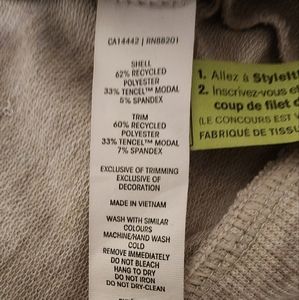 CA14442 | RN88201
SHELL
62% RECYCLED
POLYESTER
33% TENCEL™ MODAL
5% SPANDEX
TRIM
60% RECYCLED
POLYESTER
33% TENCEL™ MODAL
7% SPANDEX
EXCLUSIVE OF TRIMMING
EXCLUSIVE OF
DECORATION
MADE IN VIETNAM
WASH WITH SIMILAR
COLOURS
MACHINE/HAND WASH
COLD
REMOVE IMMEDIATELY
DO NOT BLEACH
HANG TO DRY
DO NOT IRON
DO NOT DRY-CLEAN
1. Allez à Stylett
2. Inscrivez-vous et
coup de filet
(LE CONCOURS EST
FABRIQUÉ DE TISSU